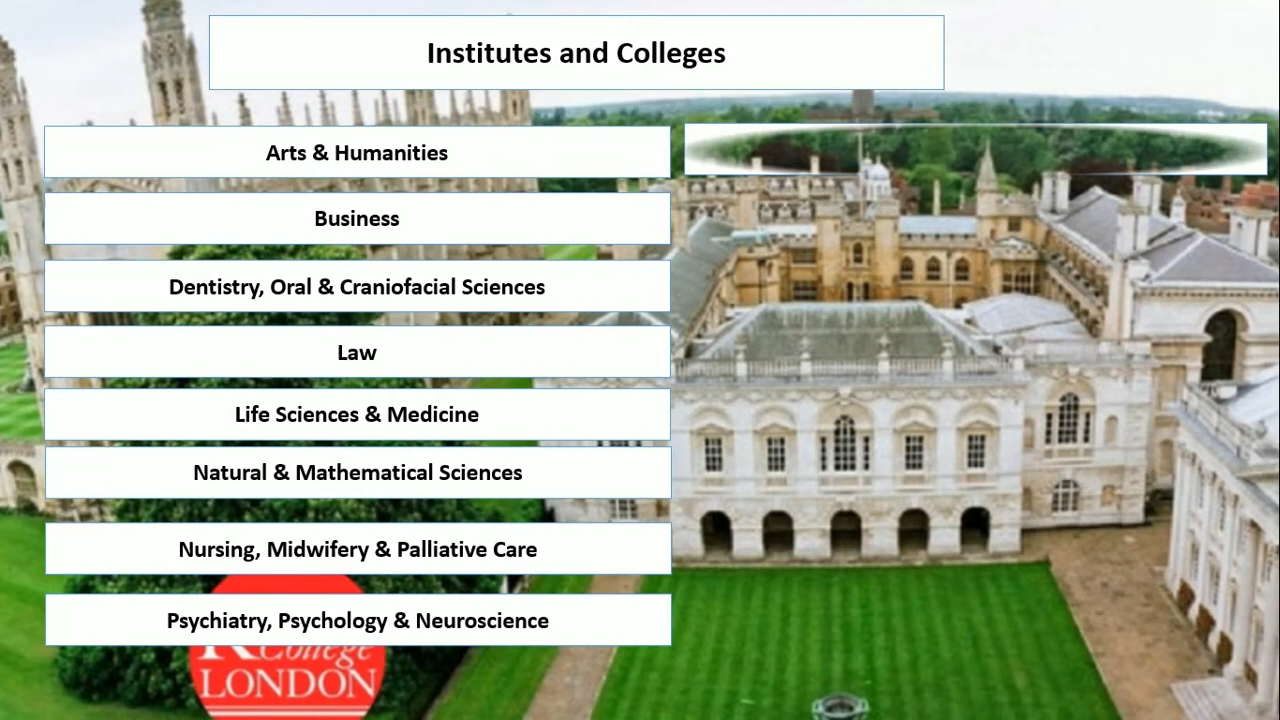 Institutes and Colleges
Arts & Humanities
Business
Dentistry, Oral & Craniofacial Sciences
Law
Life Sciences & Medicine
Natural & Mathematical Sciences
Nursing, Midwifery & Palliative Care
Psychiatry, Psychology & Neuroscience
College
LONDON